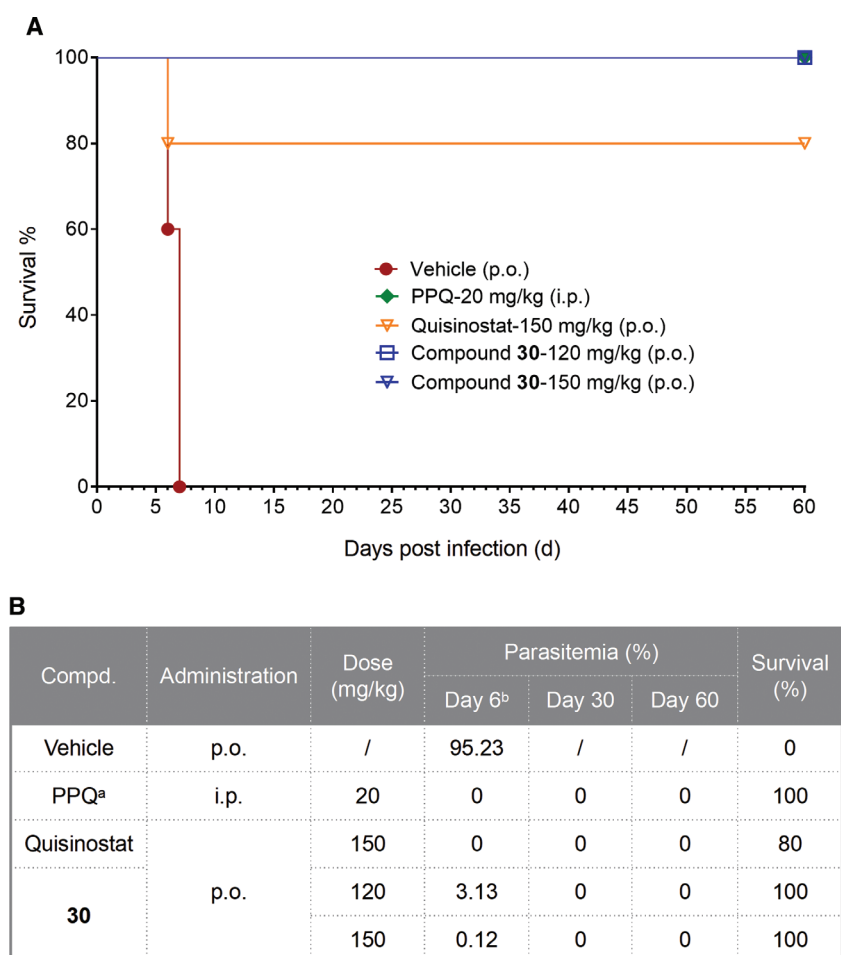 A
100
80
60
40
20
0
Survival %
Vehicle (p.o.)
PPQ-20 mg/kg (i.p.)
Quisinostat-150 mg/kg (p.o.)
Compound 30-120 mg/kg (p.o.)
Compound 30-150 mg/kg (p.o.)
0 5 10 15 20 25 30 35 40 45 50 55 60
Days post infection (d)
B
Compd. Administration Dose (mg/kg) Parasitemia (%) Survival (%)
Day 6ᵇ Day 30 Day 60
Vehicle p.o. / 95.23 / / 0
PPQᵃ i.p. 20 0 0 0 100
Quisinostat p.o. 150 0 0 0 80
30 120 3.13 0 0 100
150 0.12 0 0 100